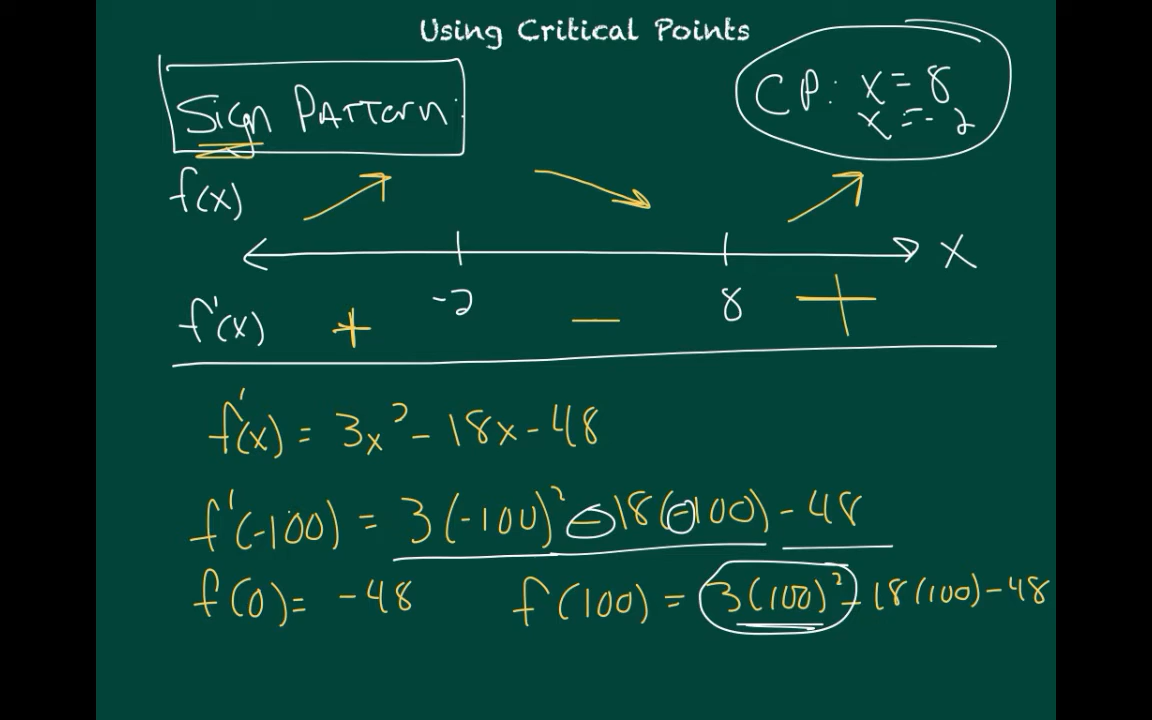 Using Critical Points
Sign Pattern:
CP: x = 8
x = -2
f(x)
x
-2 8
f'(x) + - +
f'(x) = 3x² - 18x - 48
f'(-100) = 3(-100)² - 18(-100) - 48
f(0) = -48 f(100) = 3(100)² - 18(100) - 48